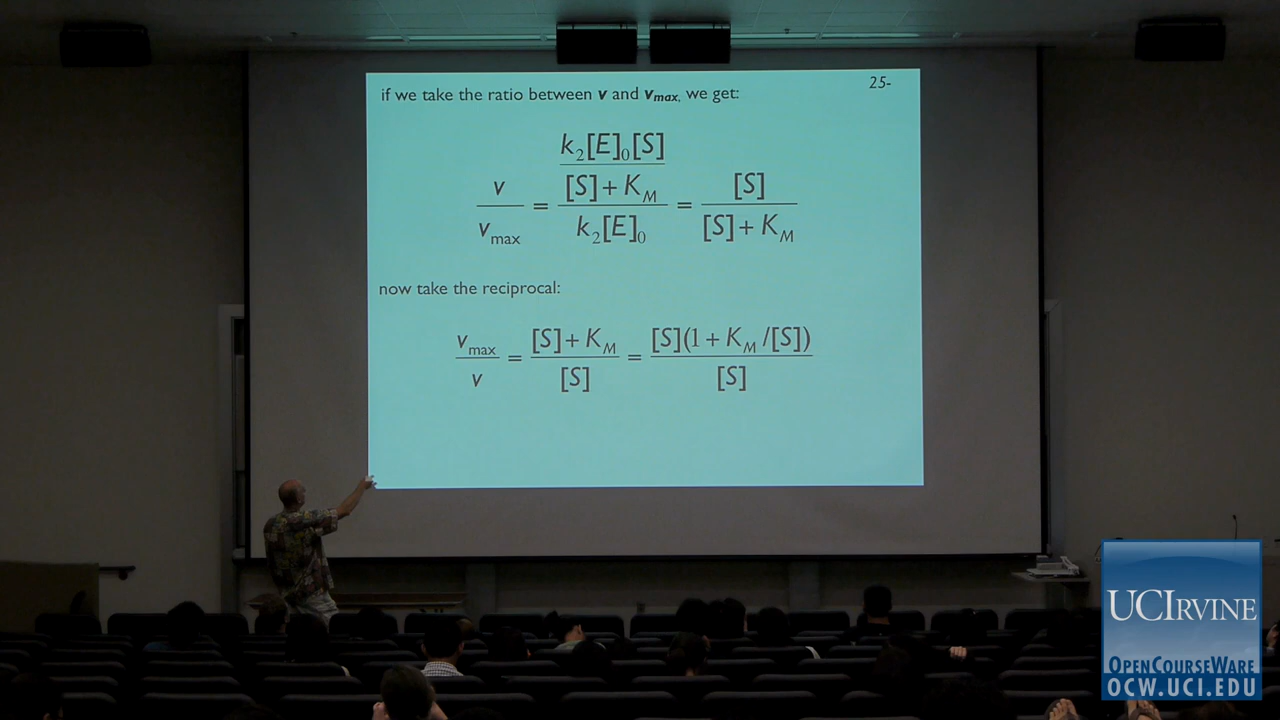 25-
if we take the ratio between v and vmax, we get:
v/vmax = (k2[E]0[S]/([S] + KM))/(k2[E]0) = [S]/([S] + KM)
now take the reciprocal:
vmax/v = ([S] + KM)/[S] = [S](1 + KM/[S])/[S]
UCIRVINE
OPENCOURSEWARE
OCW.UCI.EDU